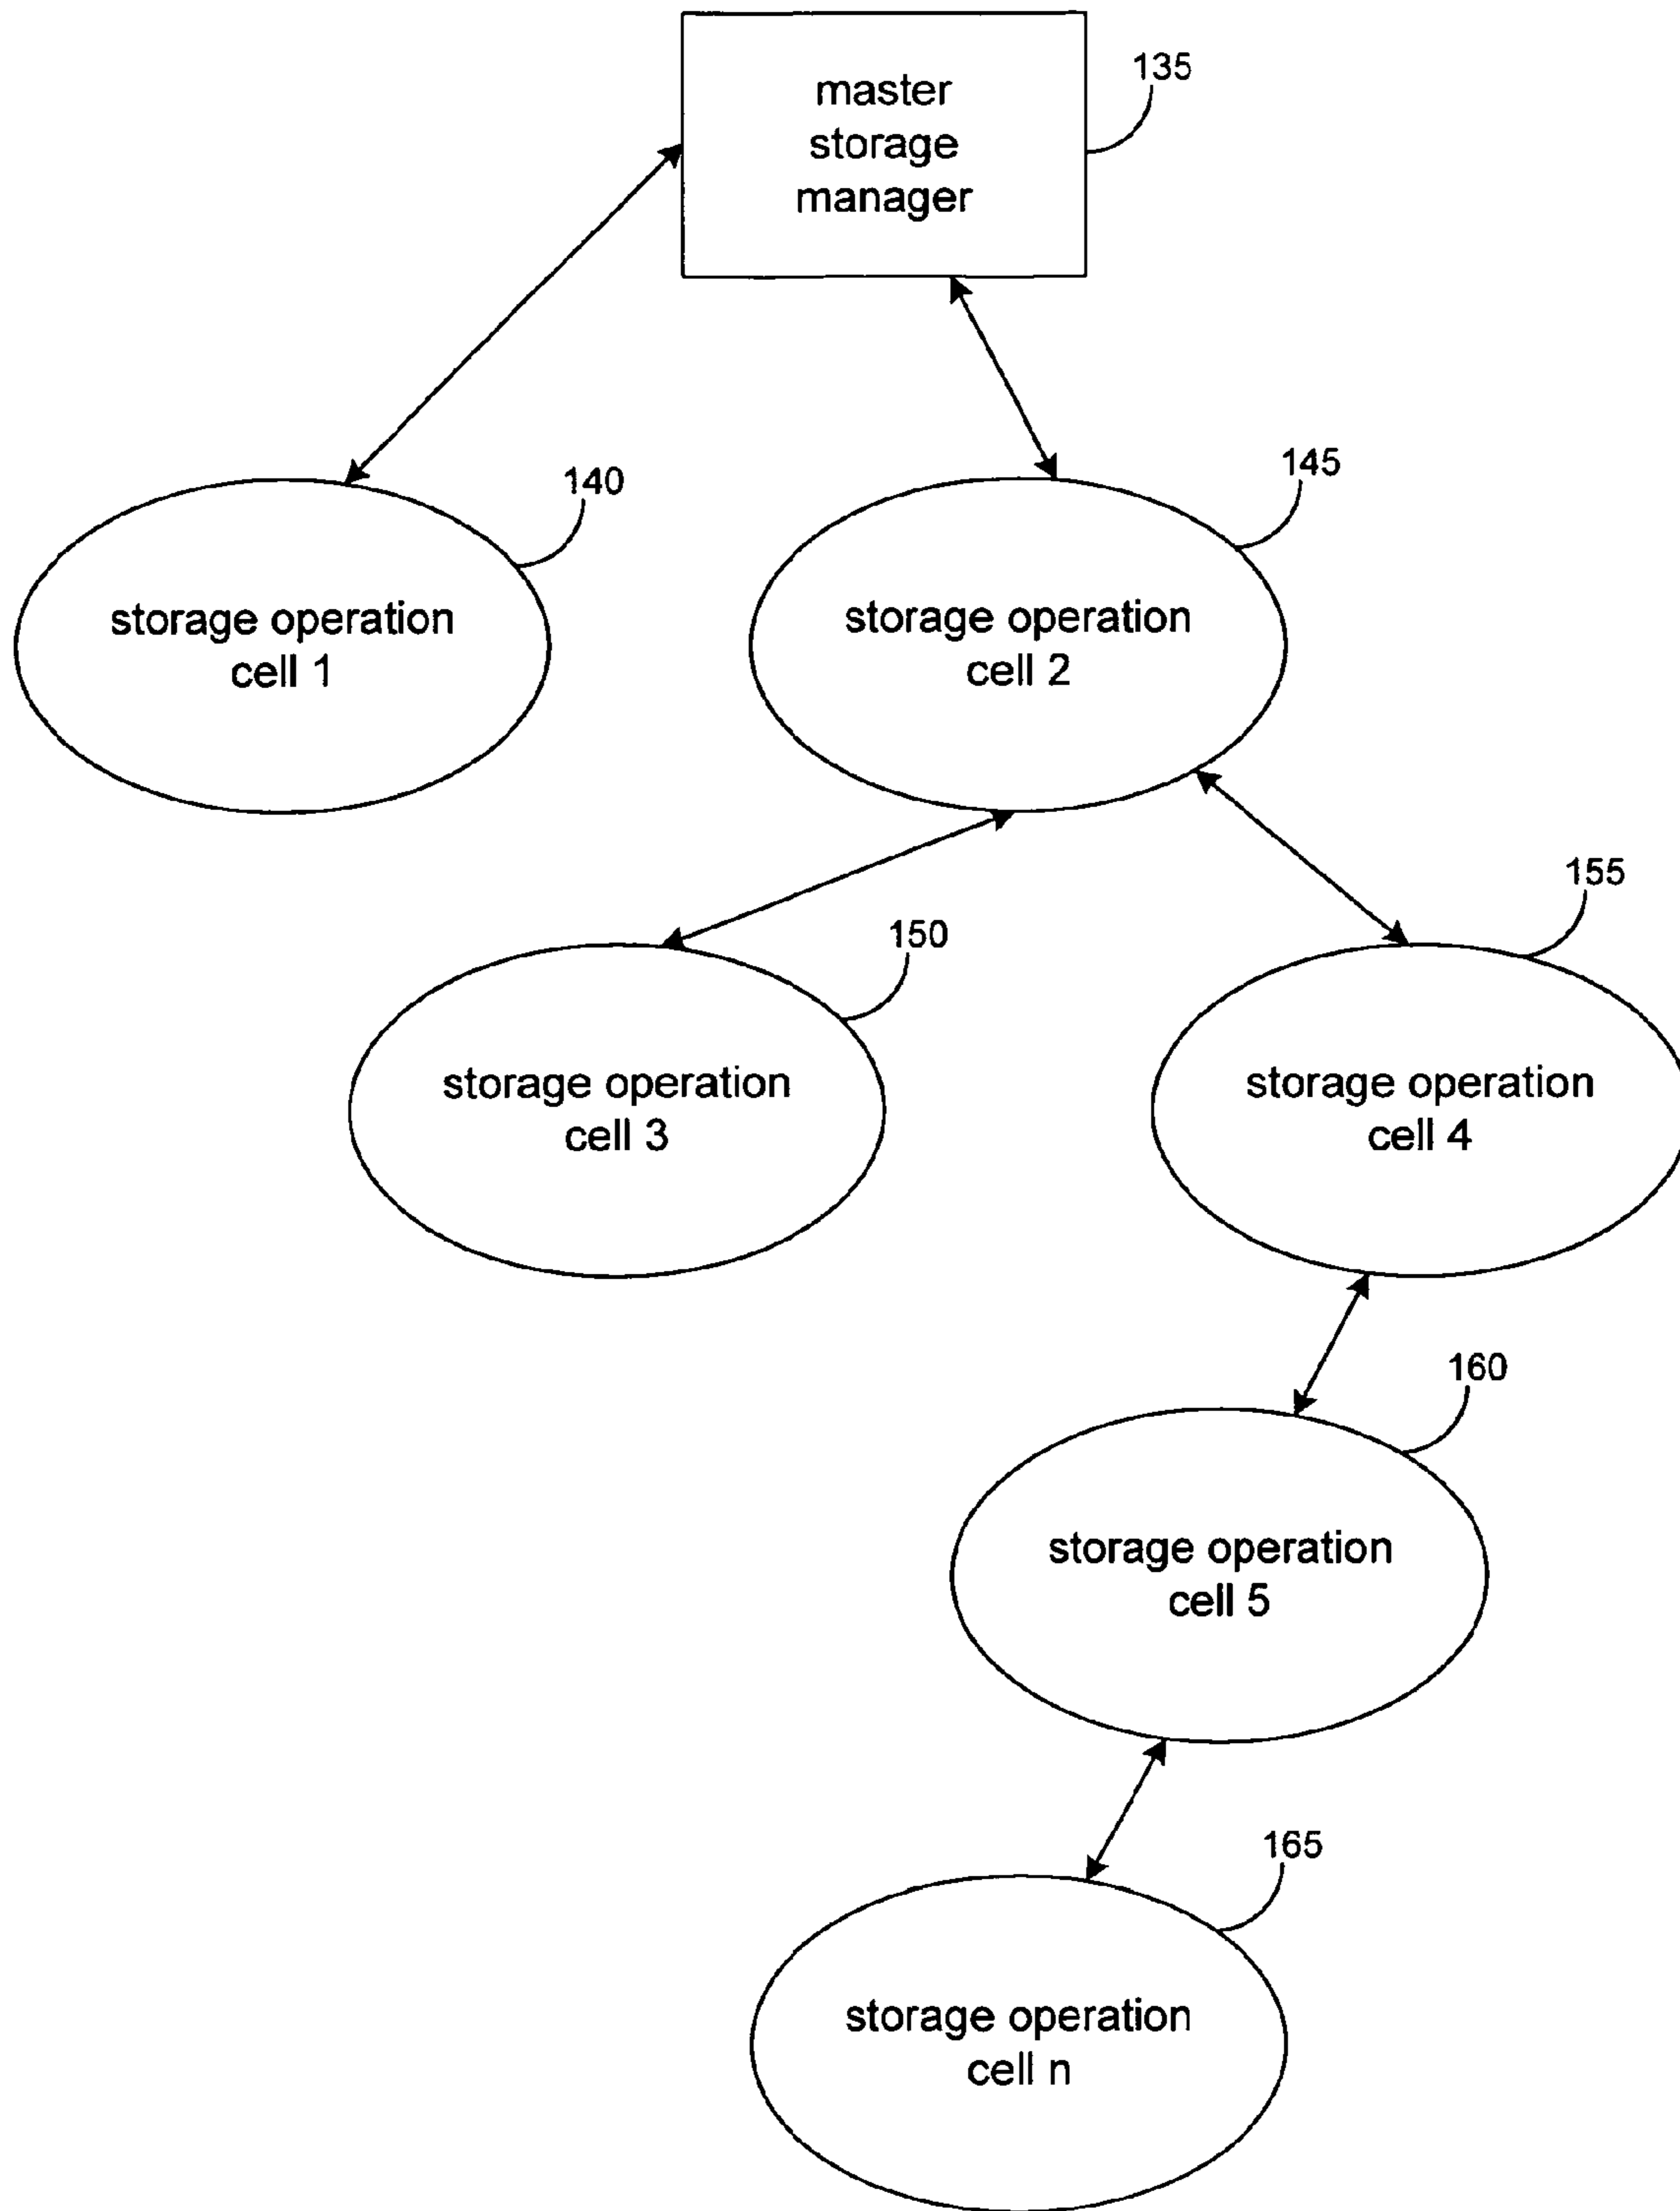 master
storage
manager
135
140
storage operation
cell 1
145
storage operation
cell 2
150
storage operation
cell 3
155
storage operation
cell 4
160
storage operation
cell 5
165
storage operation
cell n